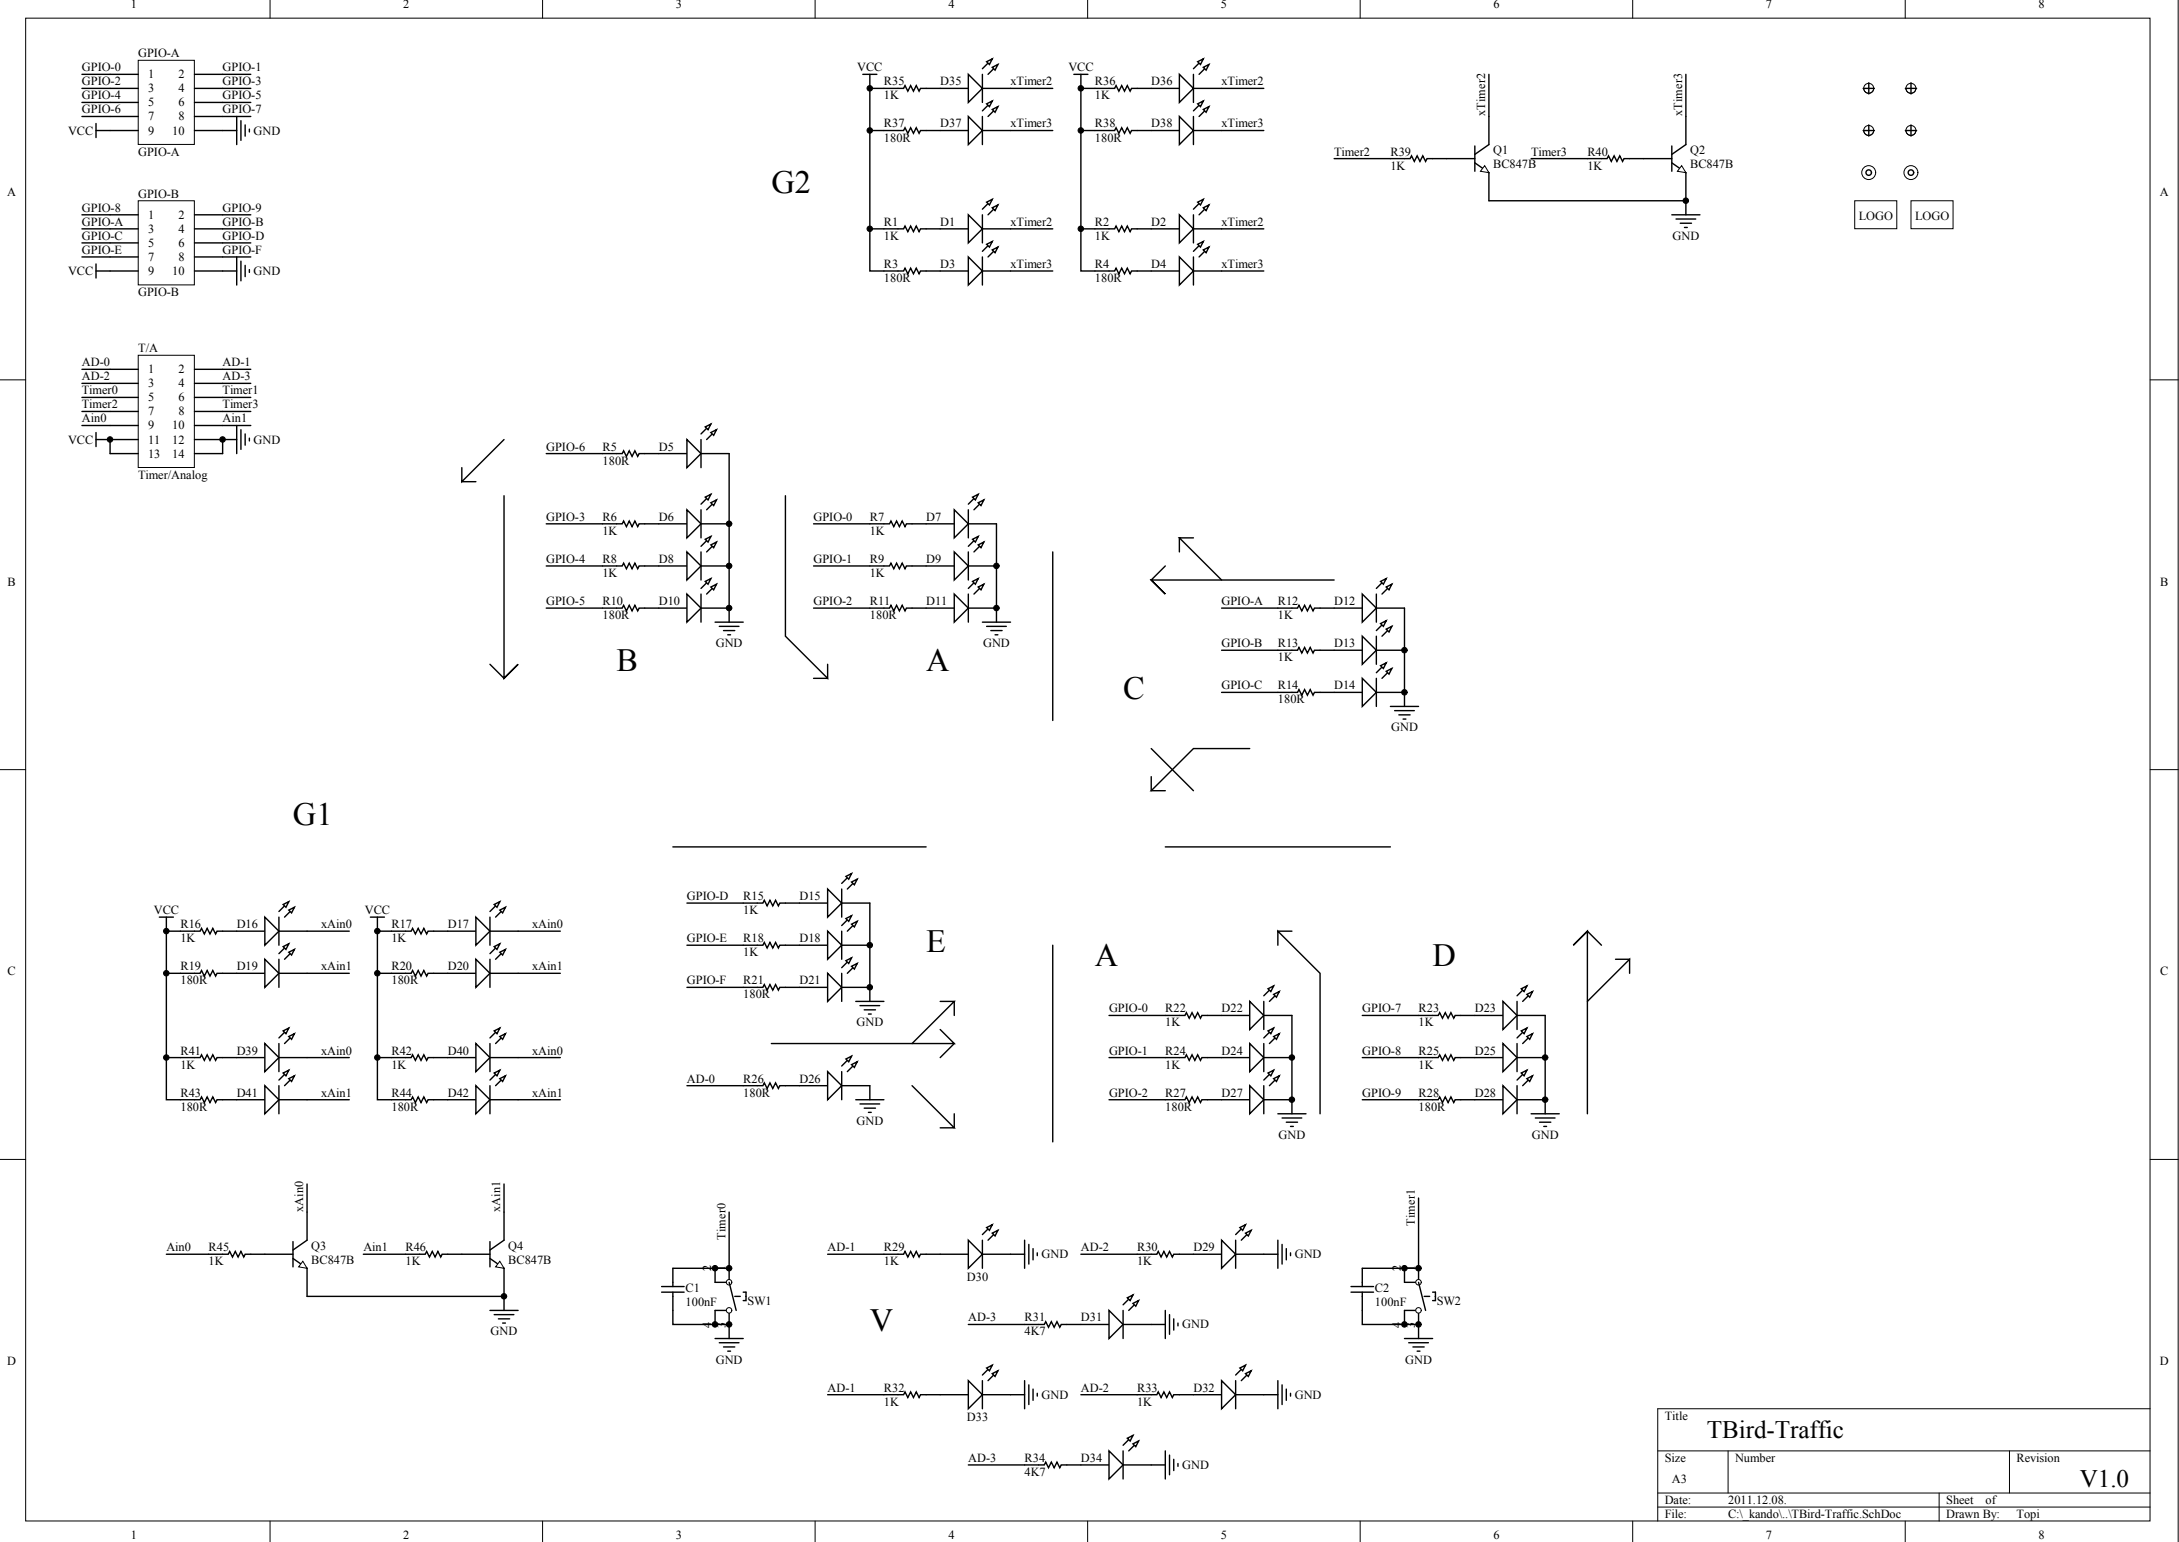 1 2 3 4 5 6 7 8
A A
B B
C C
D D
GPIO-A
GPIO-0 1 2 GPIO-1
GPIO-2 3 4 GPIO-3
GPIO-4 5 6 GPIO-5
GPIO-6 7 8 GPIO-7
VCC 9 10 GND
GPIO-A
GPIO-B
GPIO-8 1 2 GPIO-9
GPIO-A 3 4 GPIO-B
GPIO-C 5 6 GPIO-D
GPIO-E 7 8 GPIO-F
VCC 9 10 GND
GPIO-B
T/A
AD-0 1 2 AD-1
AD-2 3 4 AD-3
Timer0 5 6 Timer1
Timer2 7 8 Timer3
Ain0 9 10 Ain1
VCC 11 12 GND
13 14
Timer/Analog
G2
VCC VCC
R35 D35 xTimer2 R36 D36 xTimer2
1K 1K
R37 D37 xTimer3 R38 D38 xTimer3
180R 180R
R1 D1 xTimer2 R2 D2 xTimer2
1K 1K
R3 D3 xTimer3 R4 D4 xTimer3
180R 180R
xTimer2 xTimer3
Timer2 R39 Q1 Timer3 R40 Q2
1K BC847B 1K BC847B
GND
LOGO LOGO
GPIO-6 R5 D5
180R
GPIO-3 R6 D6
1K
GPIO-4 R8 D8
1K
GPIO-5 R10 D10
180R
GND
B
GPIO-0 R7 D7
1K
GPIO-1 R9 D9
1K
GPIO-2 R11 D11
180R
GND
A
GPIO-A R12 D12
1K
GPIO-B R13 D13
1K
GPIO-C R14 D14
180R
GND
C
G1
VCC VCC
R16 D16 xAin0 R17 D17 xAin0
1K 1K
R19 D19 xAin1 R20 D20 xAin1
180R 180R
R41 D39 xAin0 R42 D40 xAin0
1K 1K
R43 D41 xAin1 R44 D42 xAin1
180R 180R
xAin0 xAin1
Ain0 R45 Q3 Ain1 R46 Q4
1K BC847B 1K BC847B
GND
GPIO-D R15 D15
1K
GPIO-E R18 D18
1K
GPIO-F R21 D21
180R
GND
E
AD-0 R26 D26
180R
GND
A
GPIO-0 R22 D22
1K
GPIO-1 R24 D24
1K
GPIO-2 R27 D27
180R
GND
D
GPIO-7 R23 D23
1K
GPIO-8 R25 D25
1K
GPIO-9 R28 D28
180R
GND
Timer0
C1
100nF SW1
GND
V
AD-1 R29 GND AD-2 R30 D29 GND
1K D30 1K
AD-3 R31 D31 GND
4K7
AD-1 R32 GND AD-2 R33 D32 GND
1K D33 1K
AD-3 R34 D34 GND
4K7
Timer1
C2
100nF SW2
GND
Title TBird-Traffic
Size Number Revision
A3 V1.0
Date: 2011.12.08. Sheet of
File: C:\_kando\..\TBird-Traffic.SchDoc Drawn By: Topi
1 2 3 4 5 6 7 8